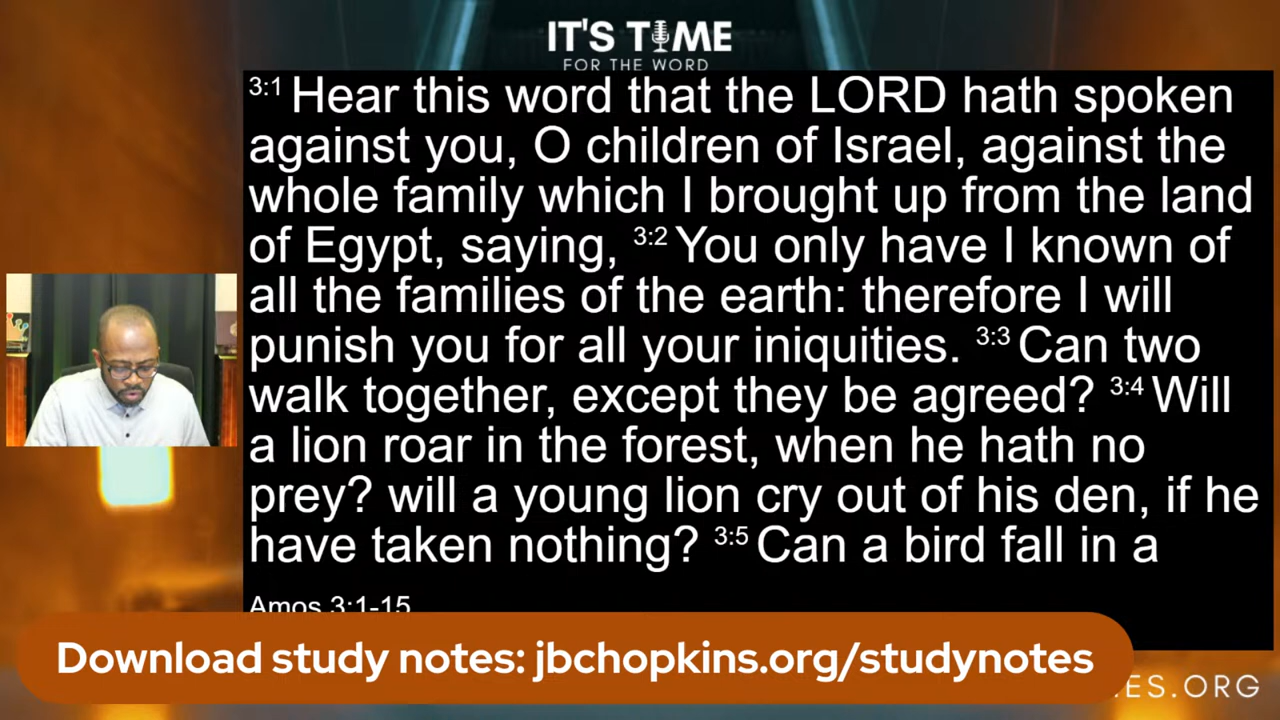 IT'S TIME
FOR THE WORD
3:1 Hear this word that the LORD hath spoken
against you, O children of Israel, against the
whole family which I brought up from the land
of Egypt, saying, 3:2 You only have I known of
all the families of the earth: therefore I will
punish you for all your iniquities. 3:3 Can two
walk together, except they be agreed? 3:4 Will
a lion roar in the forest, when he hath no
prey? will a young lion cry out of his den, if he
have taken nothing? 3:5 Can a bird fall in a
Amos 3:1-15
Download study notes: jbchopkins.org/studynotes
ES.ORG